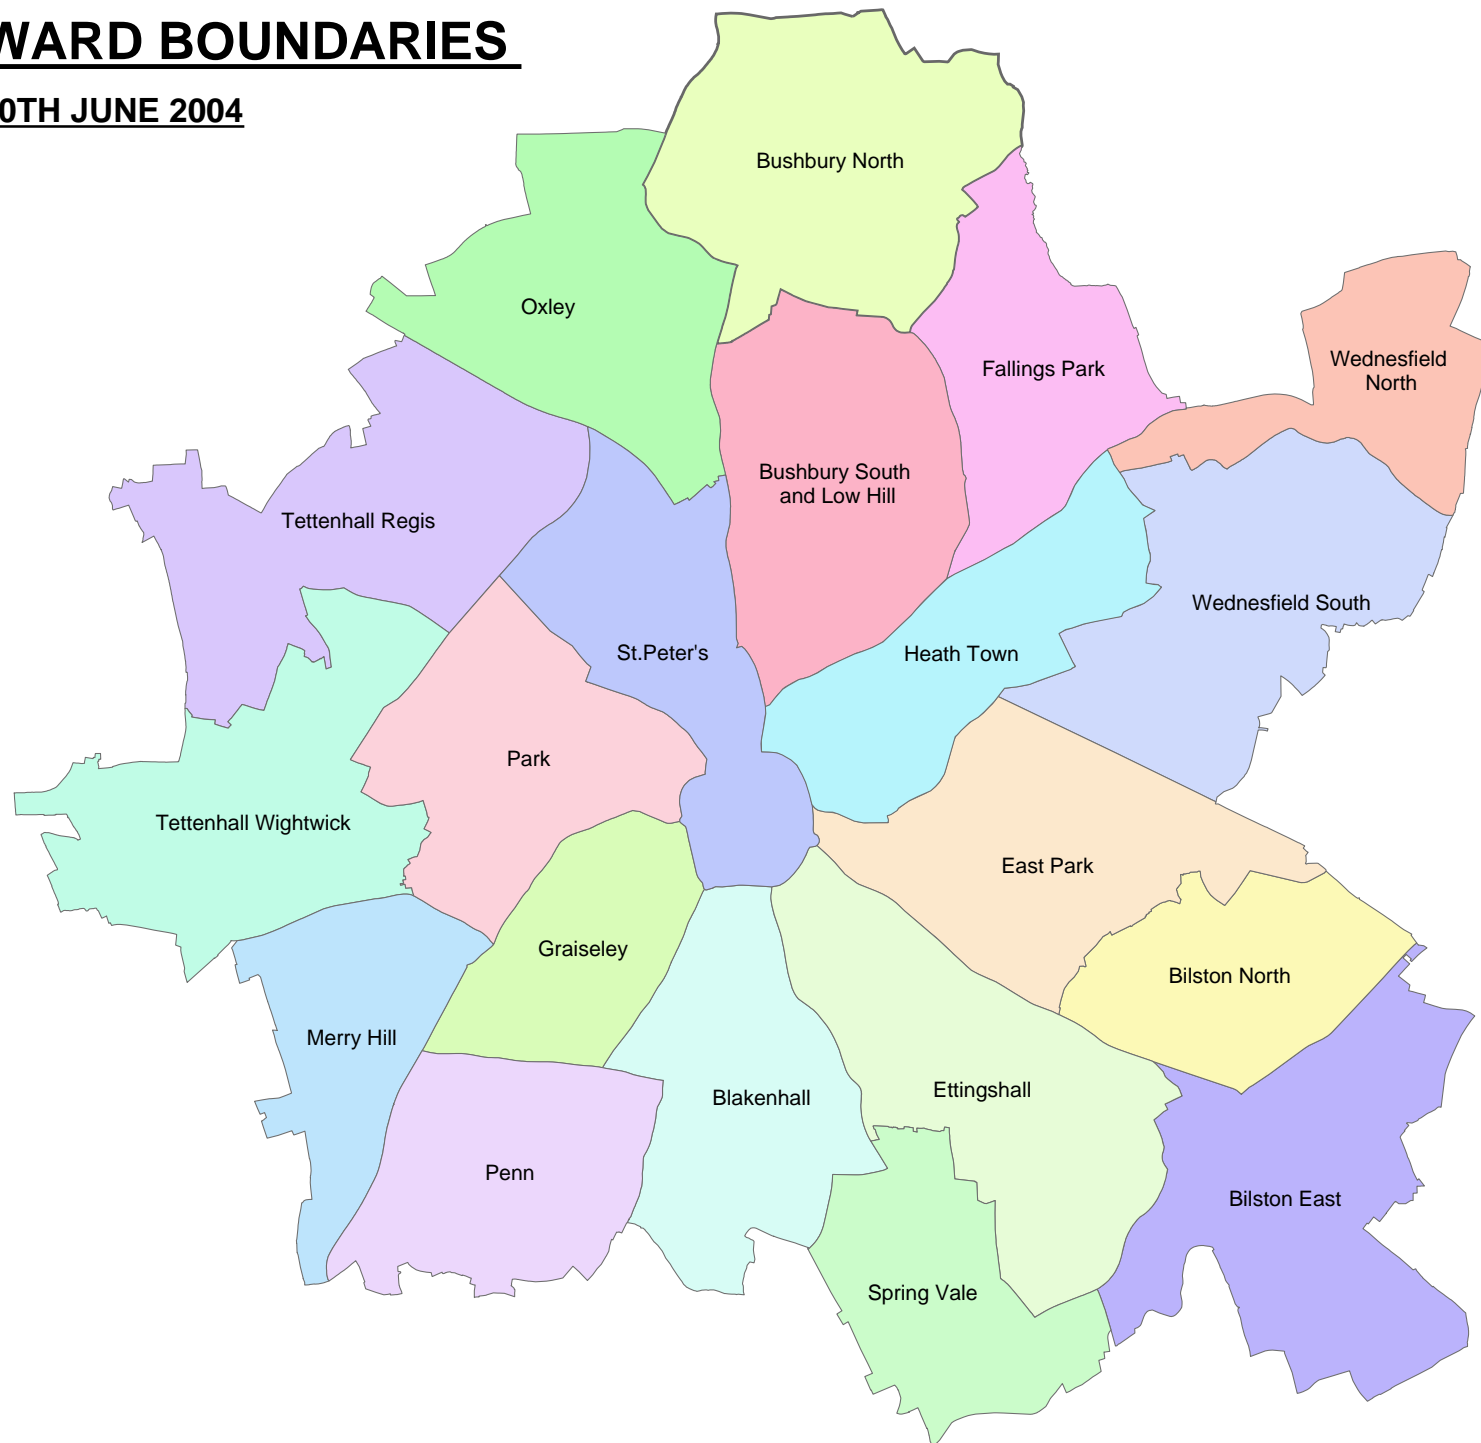 WARD BOUNDARIES
0TH JUNE 2004
Bushbury North
Oxley
Fallings Park
Wednesfield
North
Bushbury South
and Low Hill
Tettenhall Regis
Wednesfield South
St.Peter's
Heath Town
Park
Tettenhall Wightwick
East Park
Graiseley
Bilston North
Merry Hill
Ettingshall
Blakenhall
Penn
Bilston East
Spring Vale